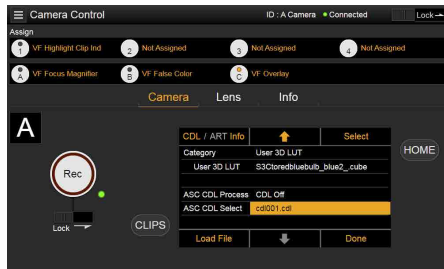 Camera Control
ID : A Camera • Connected
Lock
Assign
1 VF Highlight Clip Ind
2 Not Assigned
3 Not Assigned
4 Not Assigned
A VF Focus Magnifier
B VF False Color
C VF Overlay
Camera Lens Info
A
CDL / ART Info
Select
Category User 3D LUT
User 3D LUT S3Ctoredbluebulb_blue2_.cube
ASC CDL Process CDL Off
ASC CDL Select cdl001.cdl
Load File
Done
HOME
Rec
Lock
CLIPS